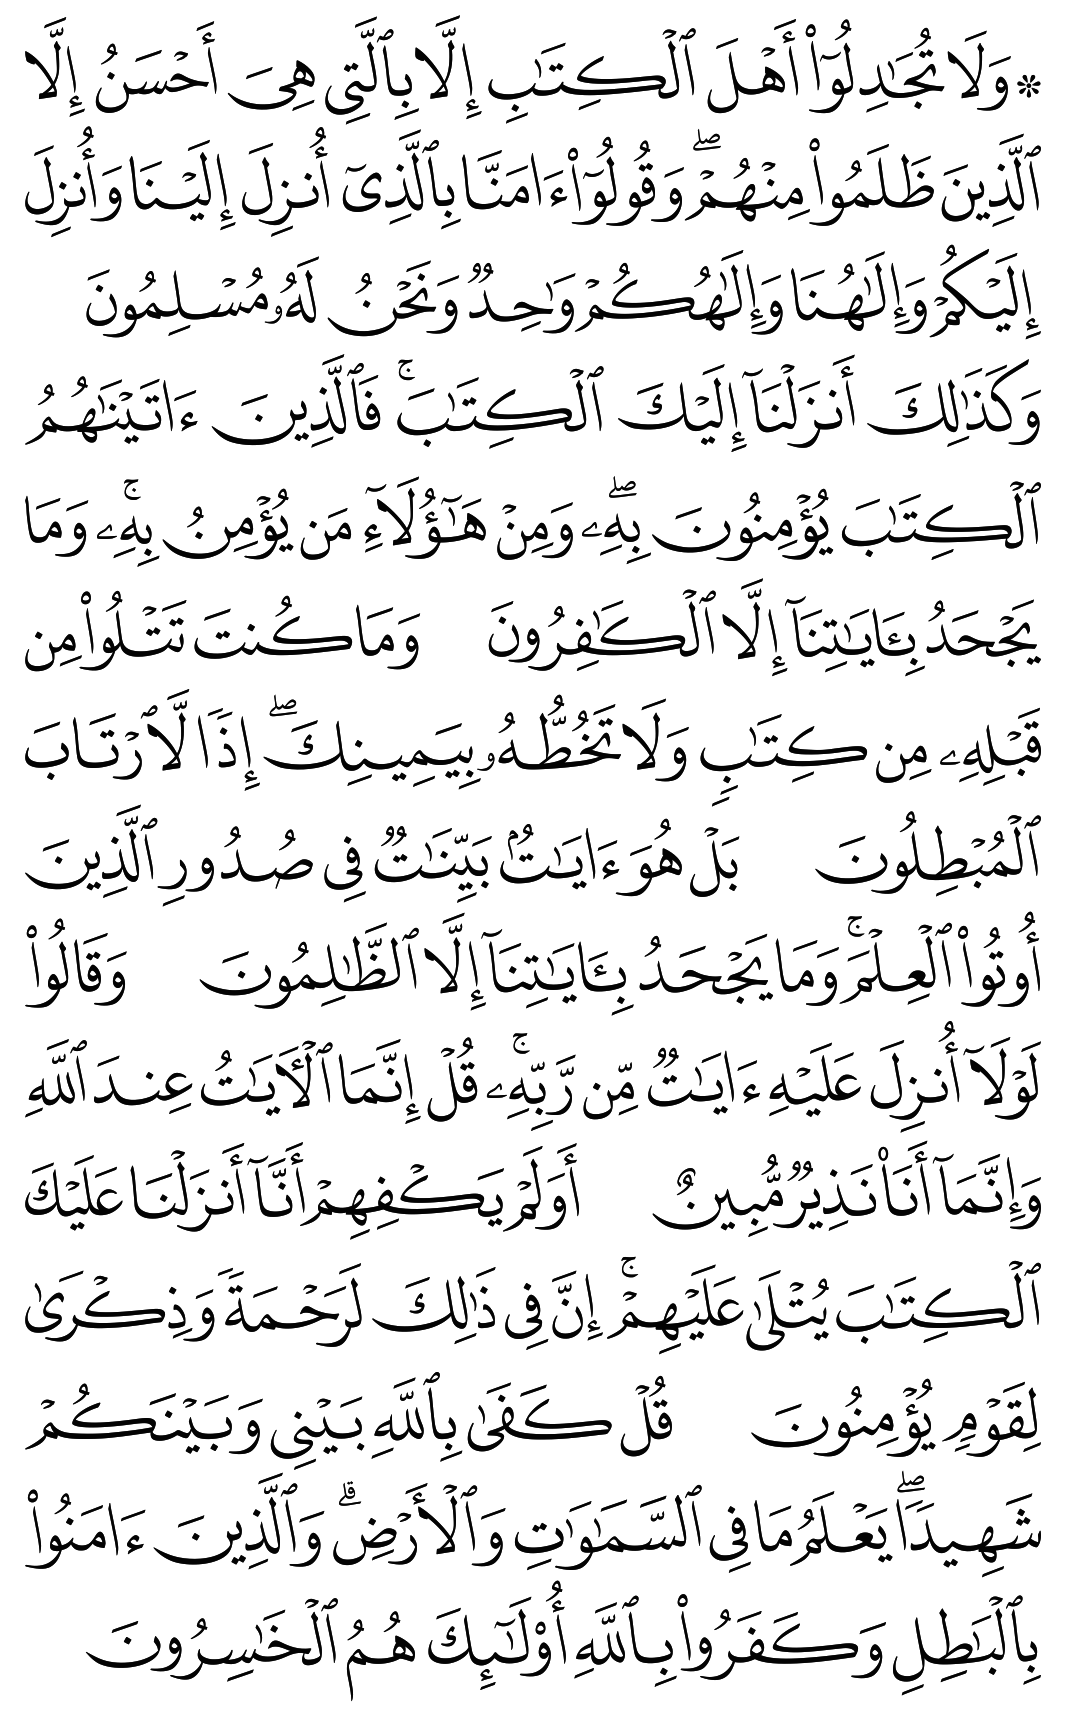 * وَلَا تُجَٰدِلُوٓا۟ أَهْلَ ٱلْكِتَٰبِ إِلَّا بِٱلَّتِى هِىَ أَحْسَنُ إِلَّا
ٱلَّذِينَ ظَلَمُوا۟ مِنْهُمْ ۖ وَقُولُوٓا۟ ءَامَنَّا بِٱلَّذِىٓ أُنزِلَ إِلَيْنَا وَأُنزِلَ
إِلَيْكُمْ وَإِلَٰهُنَا وَإِلَٰهُكُمْ وَٰحِدٌ وَنَحْنُ لَهُۥ مُسْلِمُونَ
وَكَذَٰلِكَ أَنزَلْنَآ إِلَيْكَ ٱلْكِتَٰبَ ۚ فَٱلَّذِينَ ءَاتَيْنَٰهُمُ
ٱلْكِتَٰبَ يُؤْمِنُونَ بِهِۦ ۖ وَمِنْ هَٰٓؤُلَآءِ مَن يُؤْمِنُ بِهِۦ ۚ وَمَا
يَجْحَدُ بِـَٔايَٰتِنَآ إِلَّا ٱلْكَٰفِرُونَ وَمَا كُنتَ تَتْلُوا۟ مِن
قَبْلِهِۦ مِن كِتَٰبٍ وَلَا تَخُطُّهُۥ بِيَمِينِكَ ۖ إِذًا لَّٱرْتَابَ
ٱلْمُبْطِلُونَ بَلْ هُوَ ءَايَٰتٌۢ بَيِّنَٰتٌ فِى صُدُورِ ٱلَّذِينَ
أُوتُوا۟ ٱلْعِلْمَ ۚ وَمَا يَجْحَدُ بِـَٔايَٰتِنَآ إِلَّا ٱلظَّٰلِمُونَ وَقَالُوا۟
لَوْلَآ أُنزِلَ عَلَيْهِ ءَايَٰتٌ مِّن رَّبِّهِۦ ۚ قُلْ إِنَّمَا ٱلْـَٔايَٰتُ عِندَ ٱللَّهِ
وَإِنَّمَآ أَنَا۠ نَذِيرٌ مُّبِينٌ أَوَلَمْ يَكْفِهِمْ أَنَّآ أَنزَلْنَا عَلَيْكَ
ٱلْكِتَٰبَ يُتْلَىٰ عَلَيْهِمْ ۚ إِنَّ فِى ذَٰلِكَ لَرَحْمَةً وَذِكْرَىٰ
لِقَوْمٍ يُؤْمِنُونَ قُلْ كَفَىٰ بِٱللَّهِ بَيْنِى وَبَيْنَكُمْ
شَهِيدًا ۖ يَعْلَمُ مَا فِى ٱلسَّمَٰوَٰتِ وَٱلْأَرْضِ ۗ وَٱلَّذِينَ ءَامَنُوا۟
بِٱلْبَٰطِلِ وَكَفَرُوا۟ بِٱللَّهِ أُو۟لَٰٓئِكَ هُمُ ٱلْخَٰسِرُونَ